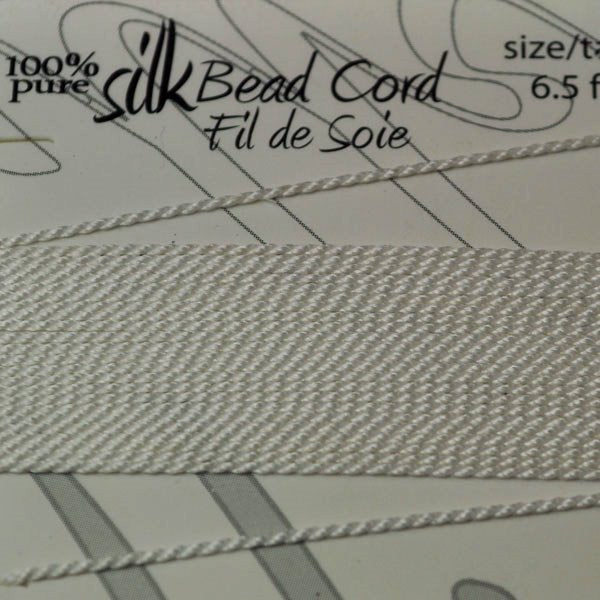 100% pure silk Bead Cord
Fil de Soie
size/ta
6.5 f